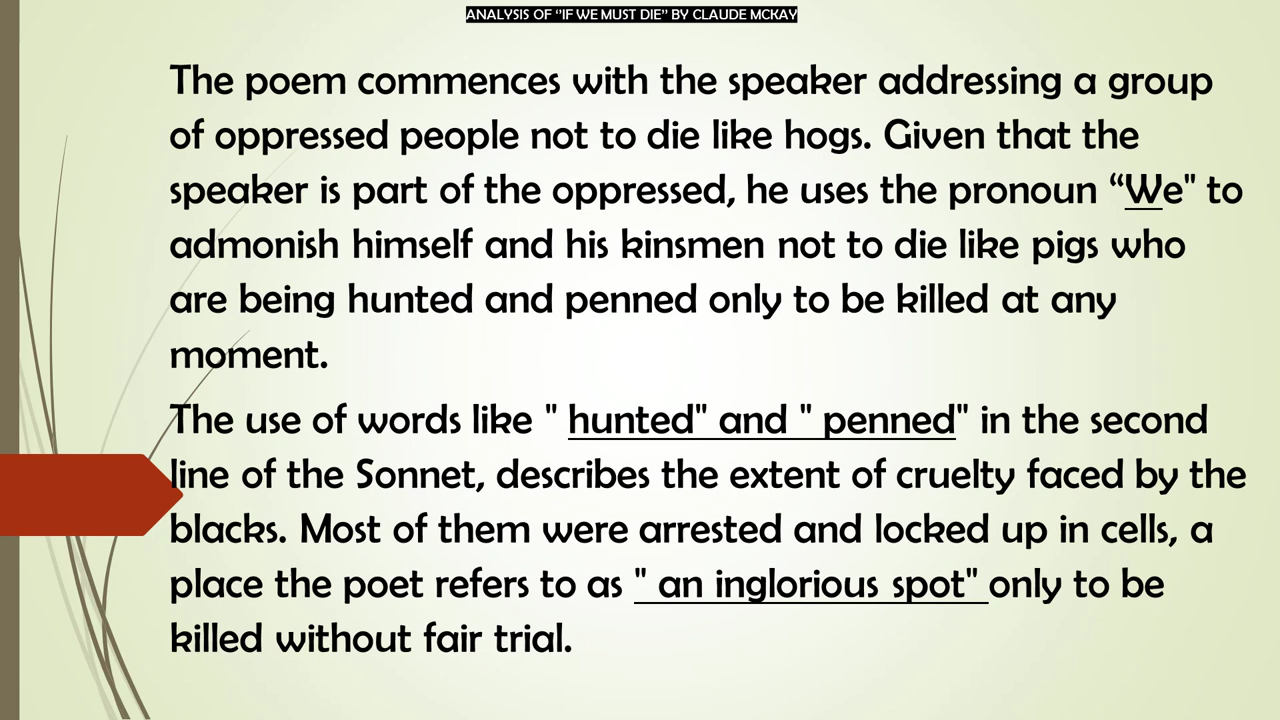 ANALYSIS OF ‘’IF WE MUST DIE’’ BY CLAUDE MCKAY
The poem commences with the speaker addressing a group
of oppressed people not to die like hogs. Given that the
speaker is part of the oppressed, he uses the pronoun “We" to
admonish himself and his kinsmen not to die like pigs who
are being hunted and penned only to be killed at any
moment.
The use of words like " hunted" and " penned" in the second
line of the Sonnet, describes the extent of cruelty faced by the
blacks. Most of them were arrested and locked up in cells, a
place the poet refers to as " an inglorious spot" only to be
killed without fair trial.